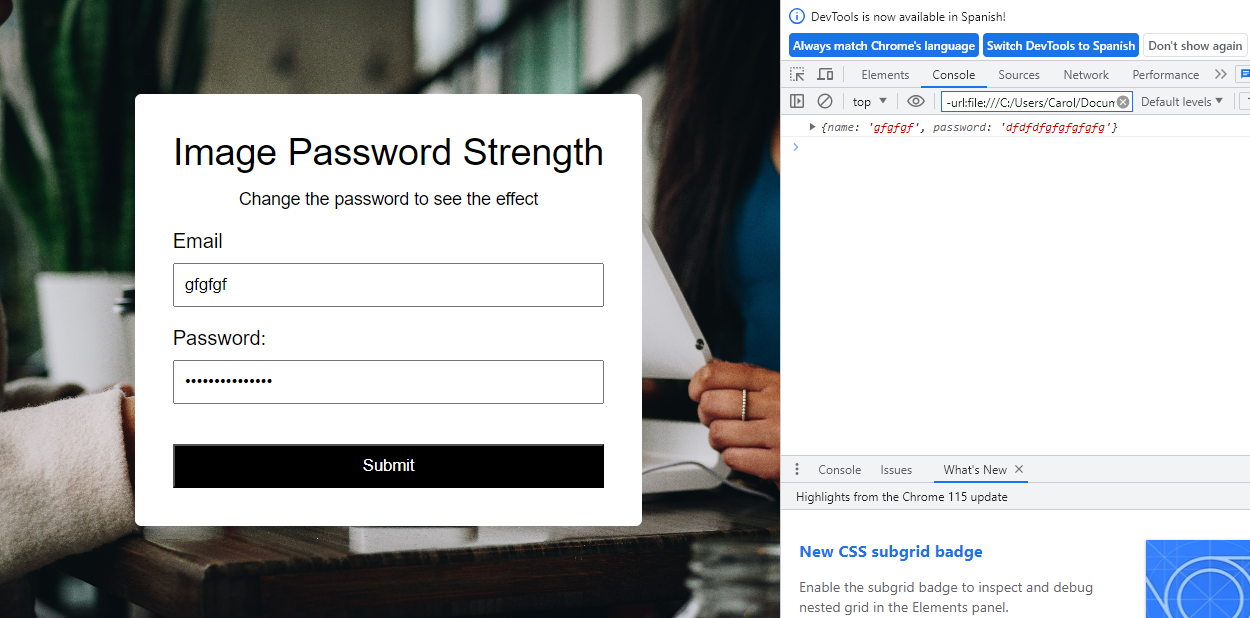 Image Password Strength
Change the password to see the effect
Email
gfgfgf
Password:
•••••••••••••••
Submit
DevTools is now available in Spanish!
Always match Chrome's language Switch DevTools to Spanish Don't show again
Elements Console Sources Network Performance
top -url:file:///C:/Users/Carol/Docum Default levels
{name: 'gfgfgf', password: 'dfdfdfgfgfgfgfg'}
Console Issues What's New
Highlights from the Chrome 115 update
New CSS subgrid badge
Enable the subgrid badge to inspect and debug
nested grid in the Elements panel.